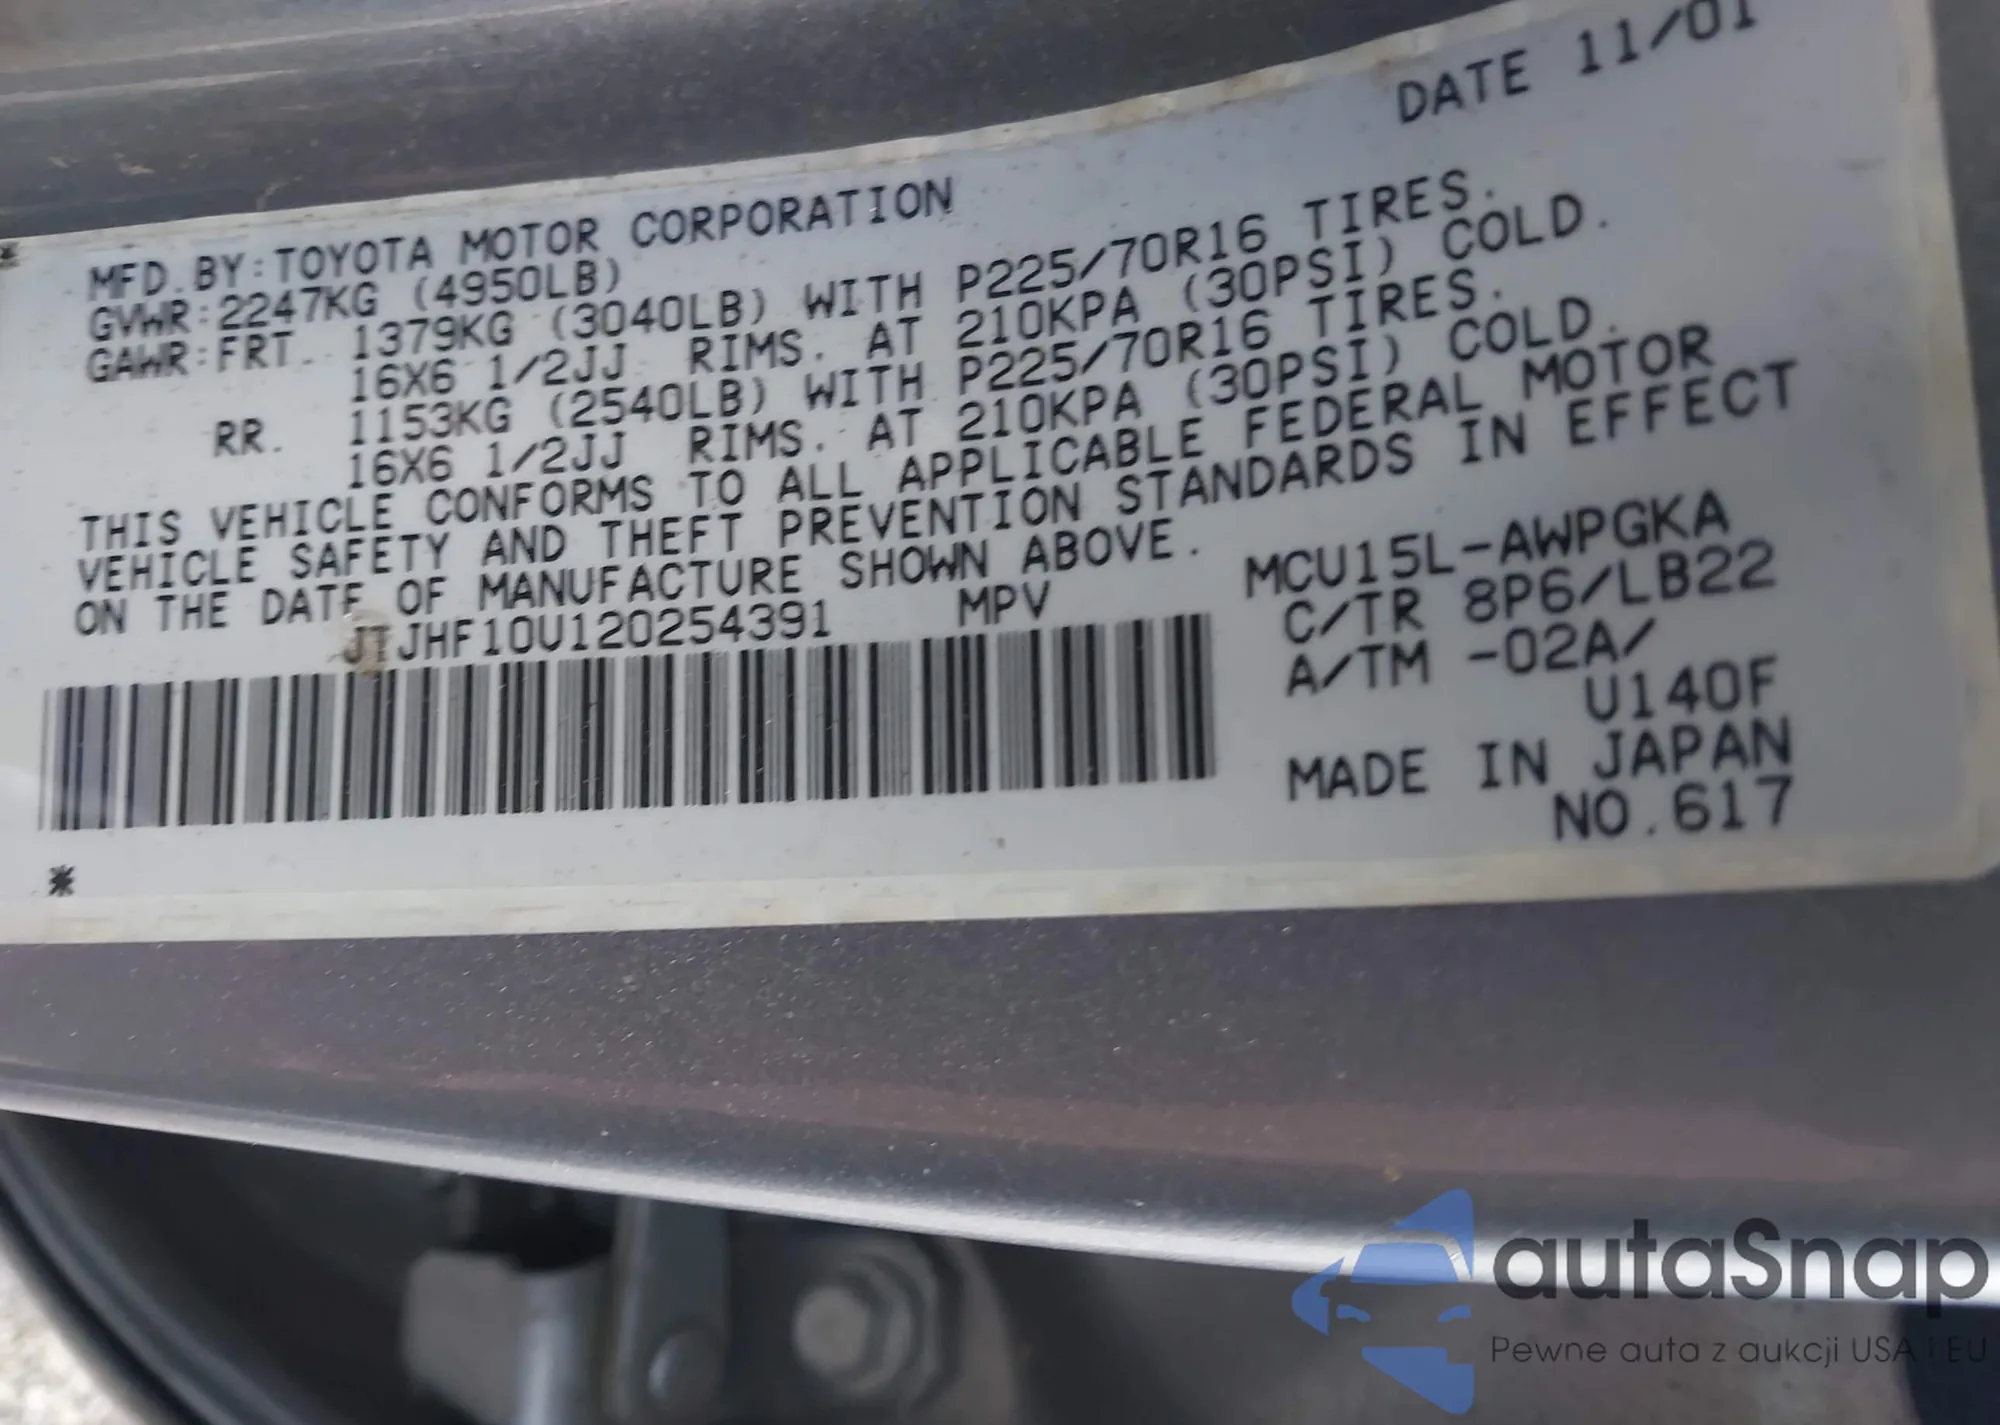 DATE 11/01
*
MFD.BY:TOYOTA MOTOR CORPORATION
GVWR:2247KG (4950LB)
GAWR:FRT. 1379KG (3040LB) WITH P225/70R16 TIRES.
16X6 1/2JJ RIMS. AT 210KPA (30PSI) COLD.
RR. 1153KG (2540LB) WITH P225/70R16 TIRES.
16X6 1/2JJ RIMS. AT 210KPA (30PSI) COLD.
THIS VEHICLE CONFORMS TO ALL APPLICABLE FEDERAL MOTOR
VEHICLE SAFETY AND THEFT PREVENTION STANDARDS IN EFFECT
ON THE DATE OF MANUFACTURE SHOWN ABOVE.
JTJHF10U120254391 MPV
MCU15L-AWPGKA
C/TR 8P6/LB22
A/TM -02A/
U140F
MADE IN JAPAN
NO.617
*
autaSnap
Pewne auta z aukcji USA i EU